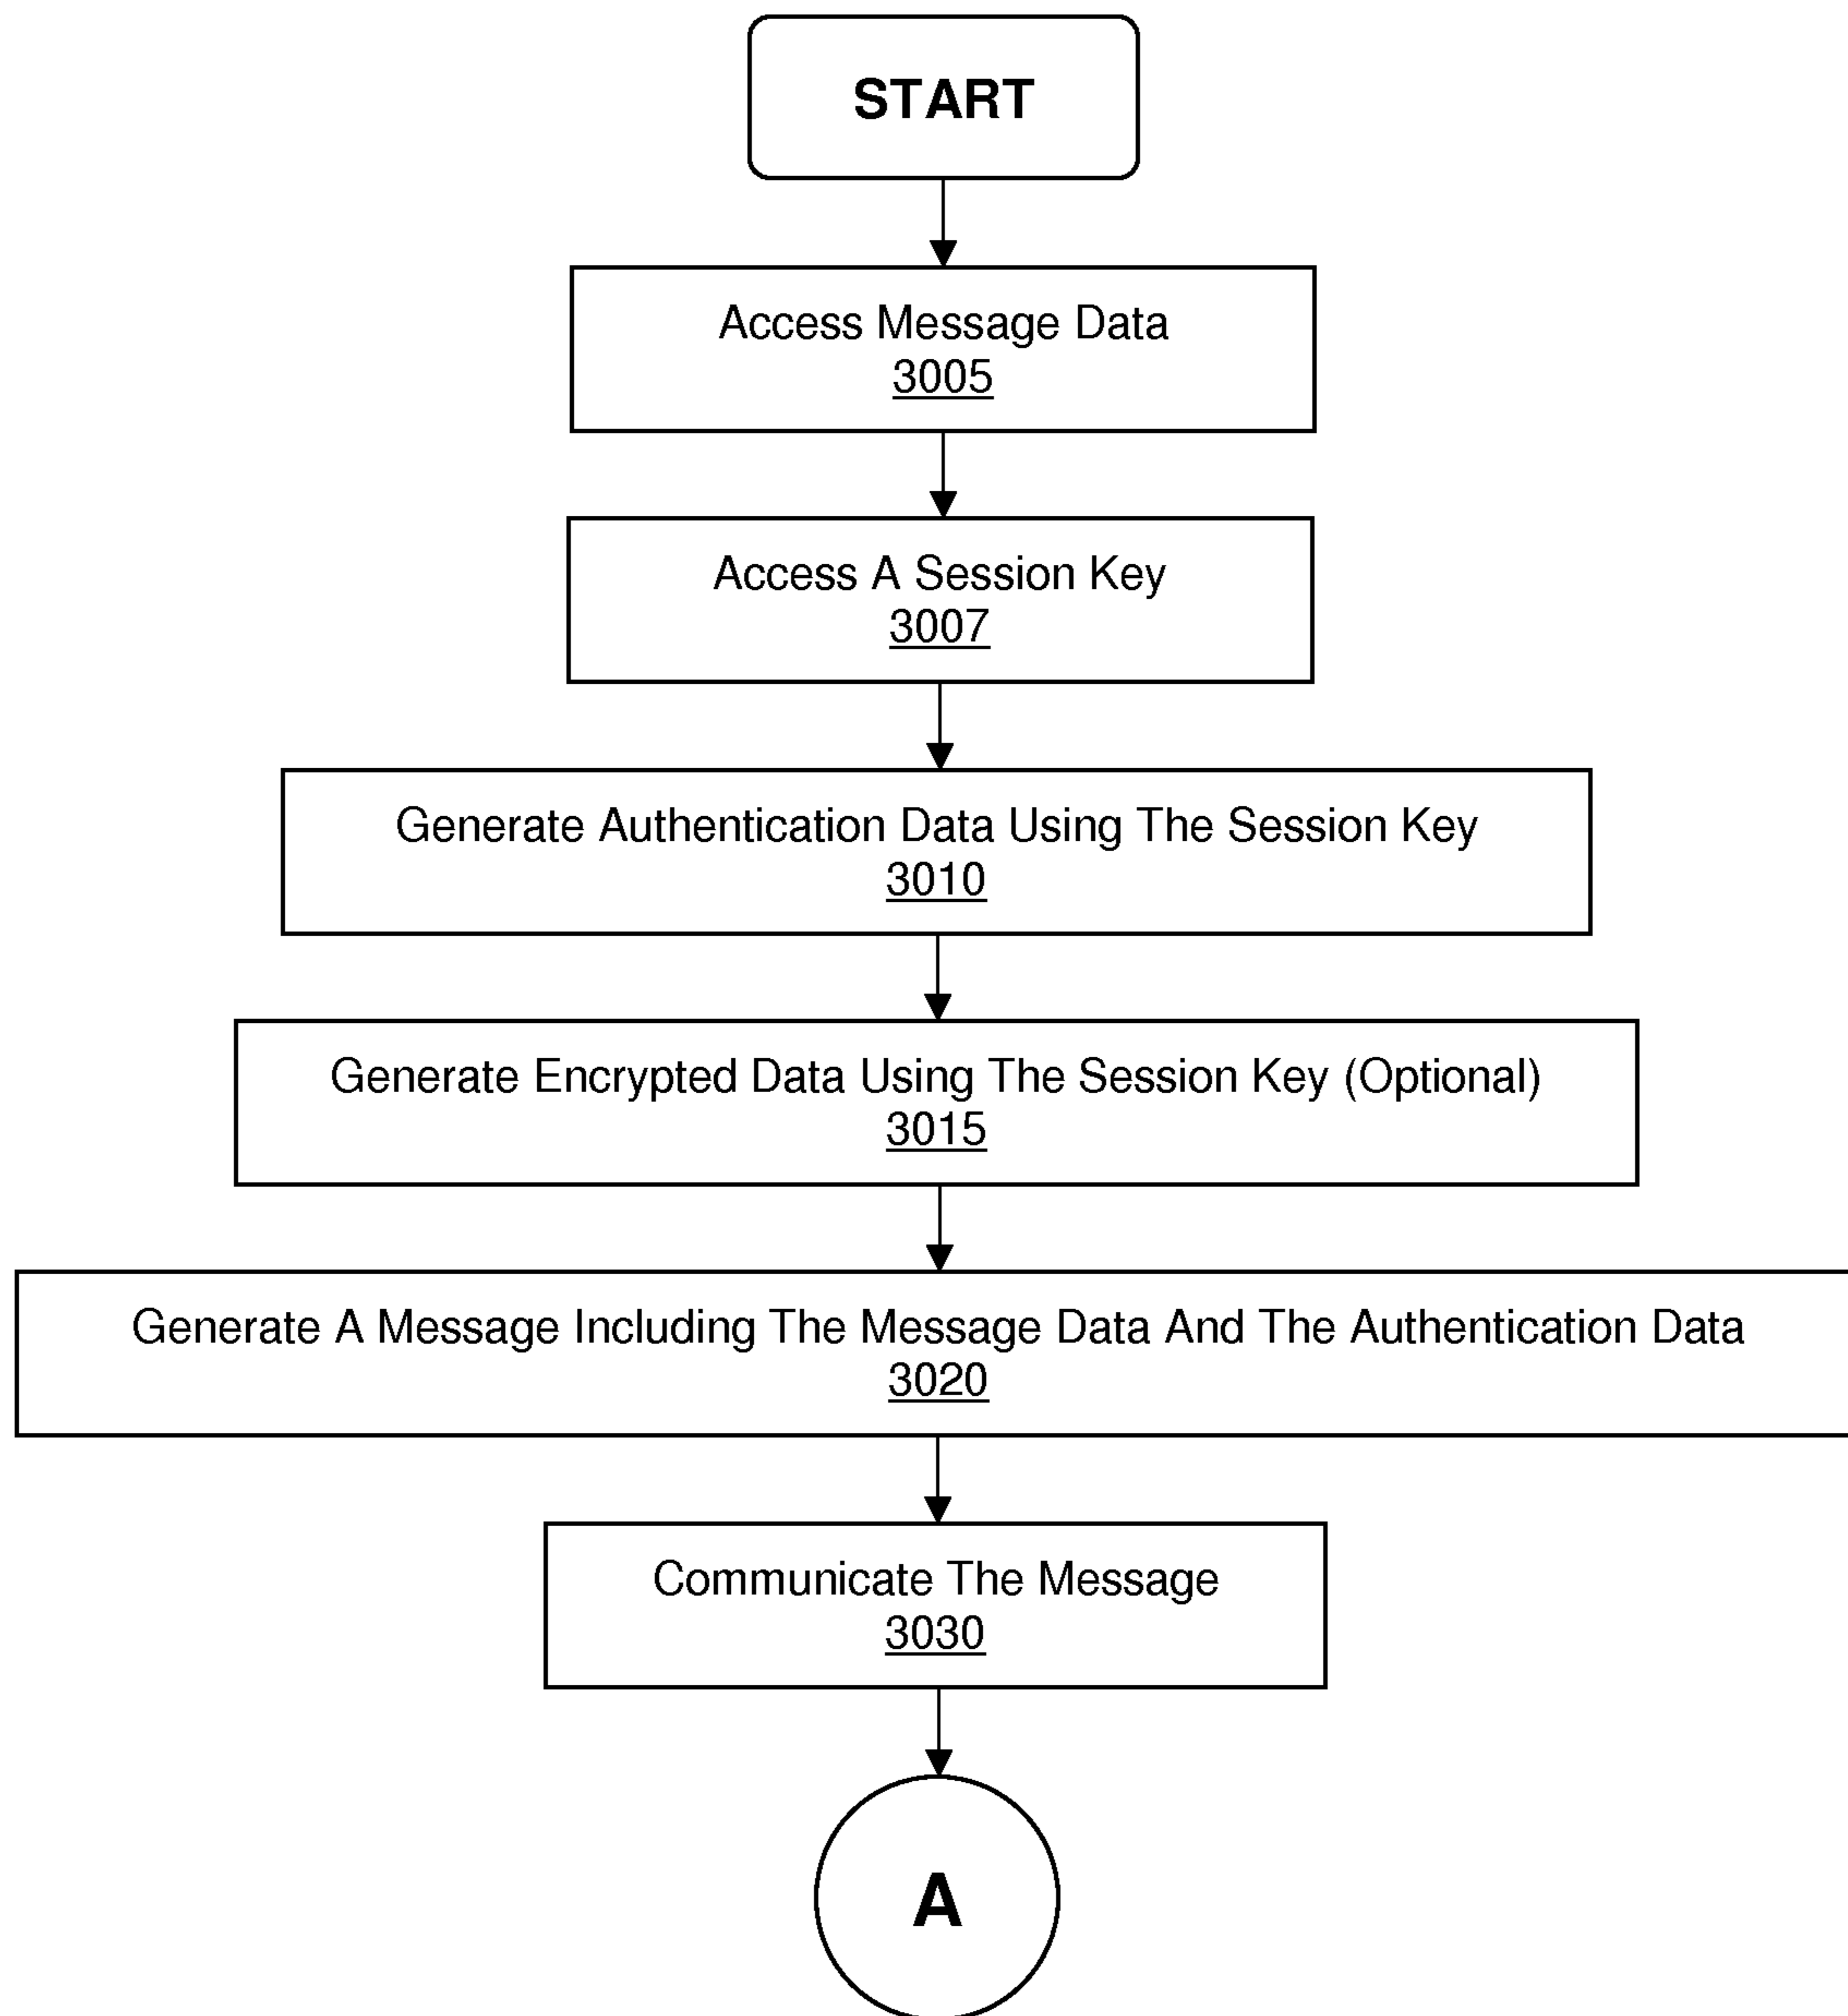 START
Access Message Data
3005
Access A Session Key
3007
Generate Authentication Data Using The Session Key
3010
Generate Encrypted Data Using The Session Key (Optional)
3015
Generate A Message Including The Message Data And The Authentication Data
3020
Communicate The Message
3030
A